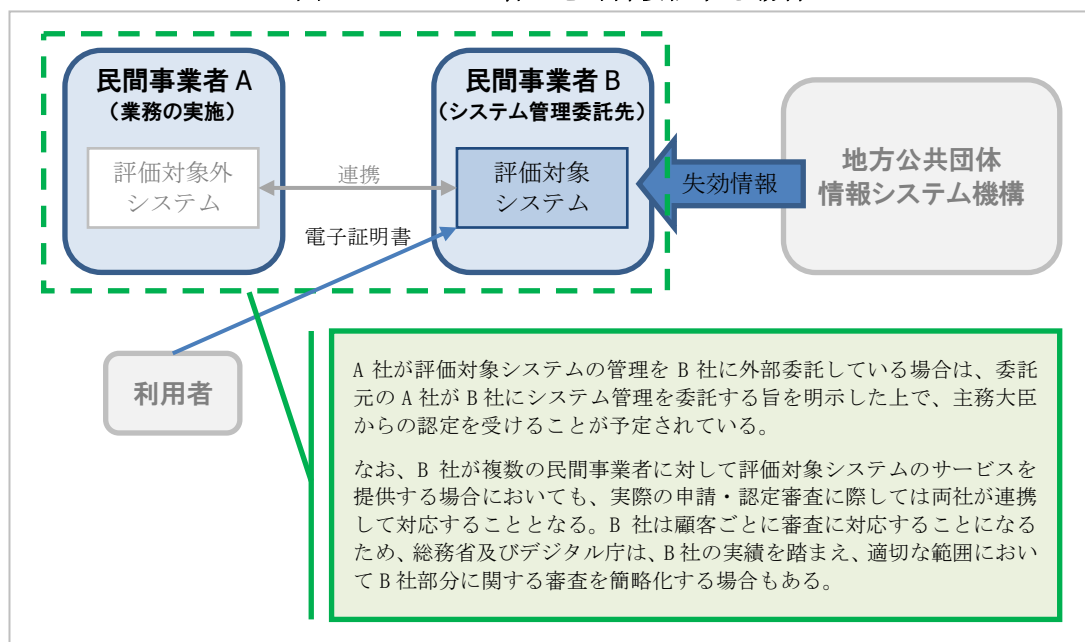 民間事業者 A
（業務の実施）
評価対象外
システム
連携
民間事業者 B
（システム管理委託先）
評価対象
システム
失効情報
地方公共団体
情報システム機構
電子証明書
利用者
A 社が評価対象システムの管理を B 社に外部委託している場合は、委託
元の A 社が B 社にシステム管理を委託する旨を明示した上で、主務大臣
からの認定を受けることが予定されている。
なお、B 社が複数の民間事業者に対して評価対象システムのサービスを
提供する場合においても、実際の申請・認定審査に際しては両社が連携
して対応することとなる。B 社は顧客ごとに審査に対応することになる
ため、総務省及びデジタル庁は、B 社の実績を踏まえ、適切な範囲におい
て B 社部分に関する審査を簡略化する場合もある。